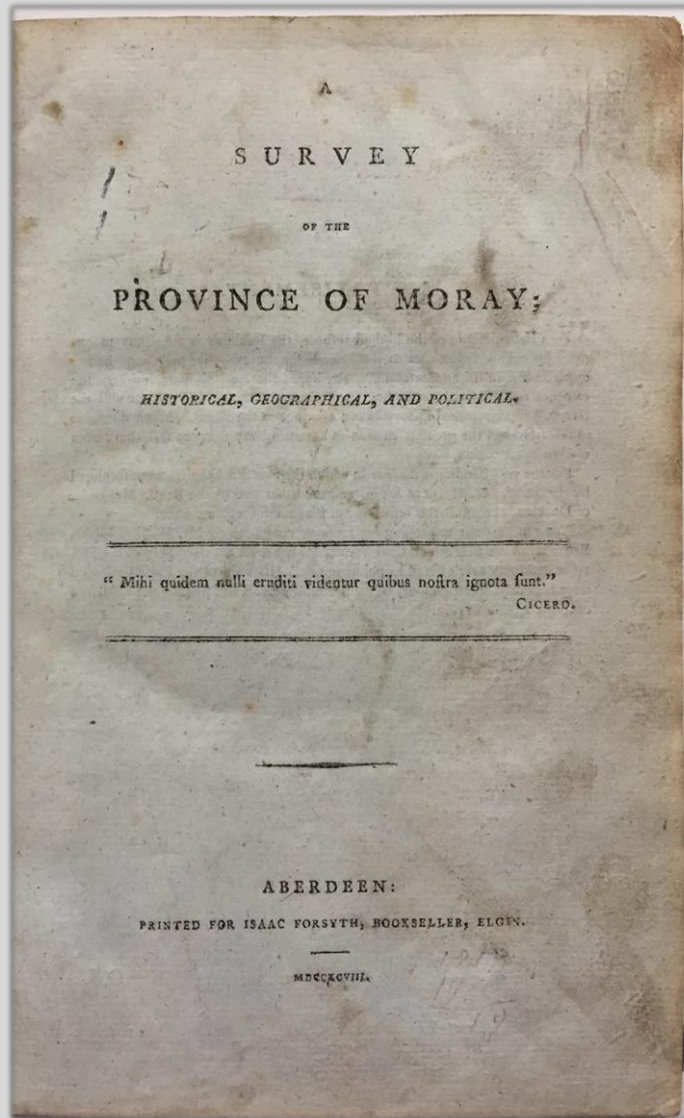 A
SURVEY
OF THE
PROVINCE OF MORAY;
HISTORICAL, GEOGRAPHICAL, AND POLITICAL.
“ Mihi quidem nulli eruditi videntur quibus noſtra ignota ſunt.”
CICERO.
ABERDEEN:
PRINTED FOR ISAAC FORSYTH, BOOKSELLER, ELGIN.
MDCCXCVIII.